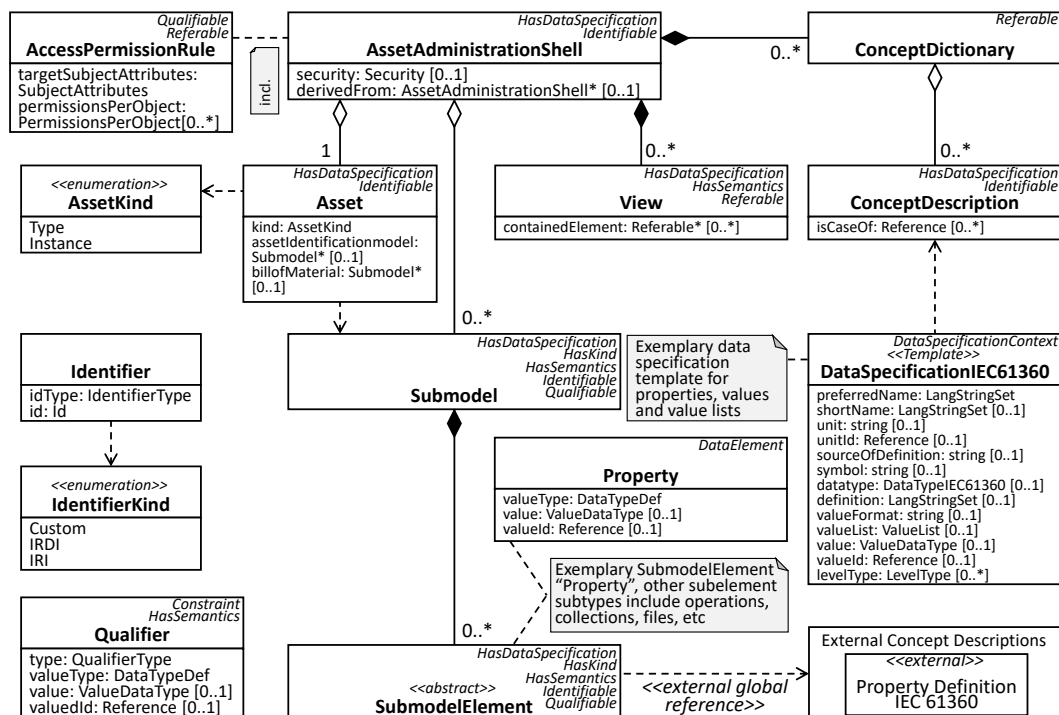 Qualifiable
Referable
AccessPermissionRule
targetSubjectAttributes:
SubjectAttributes
permissionsPerObject:
PermissionsPerObject[0..*]
incl.
HasDataSpecification
Identifiable
AssetAdministrationShell
security: Security [0..1]
derivedFrom: AssetAdministrationShell* [0..1]
0..*
Referable
ConceptDictionary
1
0..*
0..*
<<enumeration>>
AssetKind
Type
Instance
HasDataSpecification
Identifiable
Asset
kind: AssetKind
assetIdentificationmodel:
Submodel* [0..1]
billofMaterial: Submodel*
[0..1]
HasDataSpecification
HasSemantics
Referable
View
containedElement: Referable* [0..*]
HasDataSpecification
Identifiable
ConceptDescription
isCaseOf: Reference [0..*]
0..*
Identifier
idType: IdentifierType
id: Id
HasDataSpecification
HasKind
HasSemantics
Identifiable
Qualifiable
Submodel
Exemplary data
specification
template for
properties, values
and value lists
DataSpecificationContext
<<Template>>
DataSpecificationIEC61360
preferredName: LangStringSet
shortName: LangStringSet [0..1]
unit: string [0..1]
unitId: Reference [0..1]
sourceOfDefinition: string [0..1]
symbol: string [0..1]
datatype: DataTypeIEC61360 [0..1]
definition: LangStringSet [0..1]
valueFormat: string [0..1]
valueList: ValueList [0..1]
value: ValueDataType [0..1]
valueId: Reference [0..1]
levelType: LevelType [0..*]
<<enumeration>>
IdentifierKind
Custom
IRDI
IRI
DataElement
Property
valueType: DataTypeDef
value: ValueDataType [0..1]
valueId: Reference [0..1]
Exemplary SubmodelElement
“Property”, other subelement
subtypes include operations,
collections, files, etc
Constraint
HasSemantics
Qualifier
type: QualifierType
valueType: DataTypeDef
value: ValueDataType [0..1]
valuedId: Reference [0..1]
0..*
HasDataSpecification
HasKind
HasSemantics
Identifiable
Qualifiable
<<abstract>>
SubmodelElement
<<external global
reference>>
External Concept Descriptions
<<external>>
Property Definition
IEC 61360